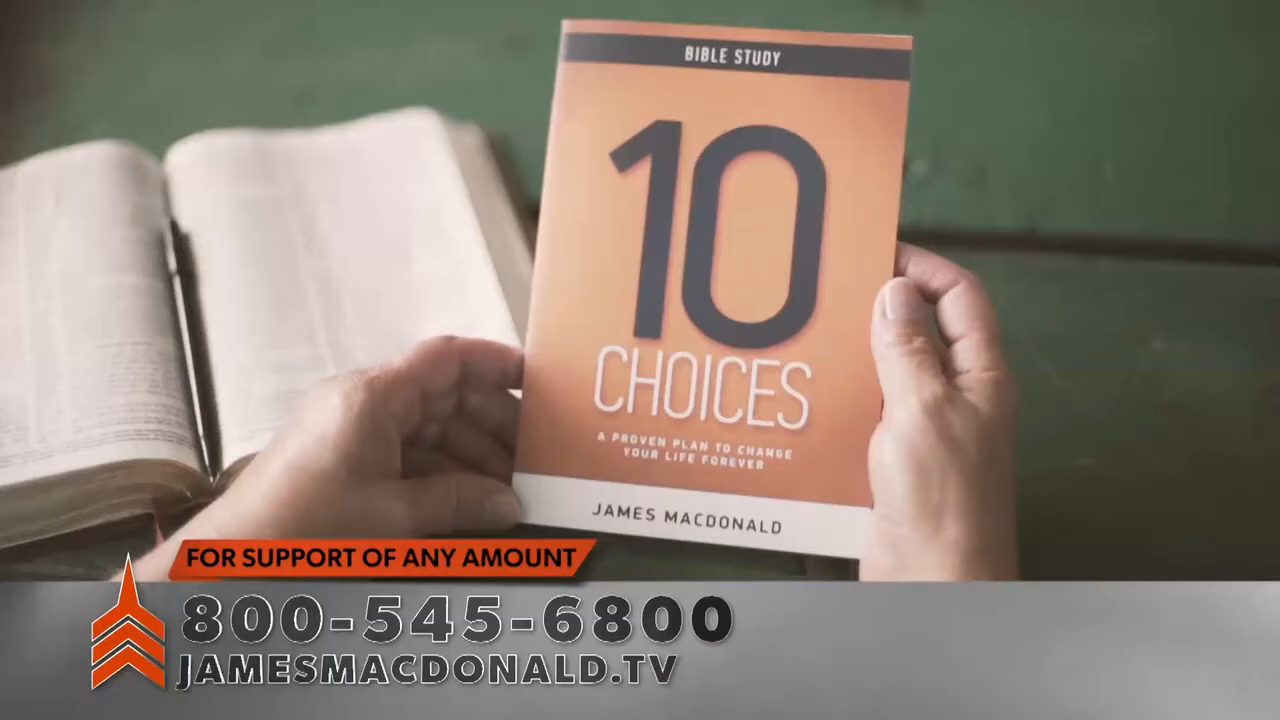 BIBLE STUDY
10
CHOICES
A PROVEN PLAN TO CHANGE
YOUR LIFE FOREVER
JAMES MACDONALD
FOR SUPPORT OF ANY AMOUNT
800-545-6800
JAMESMACDONALD.TV